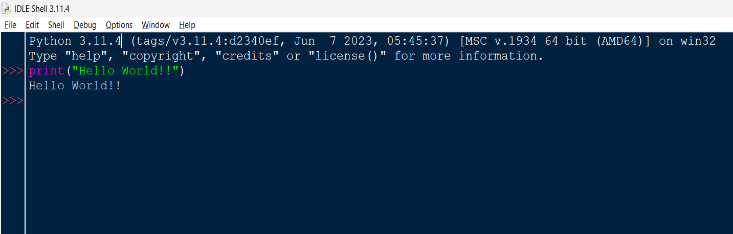 IDLE Shell 3.11.4
File Edit Shell Debug Options Window Help
Python 3.11.4 (tags/v3.11.4:d2340ef, Jun  7 2023, 05:45:37) [MSC v.1934 64 bit (AMD64)] on win32
Type "help", "copyright", "credits" or "license()" for more information.
>>> print("Hello World!!")
Hello World!!
>>>